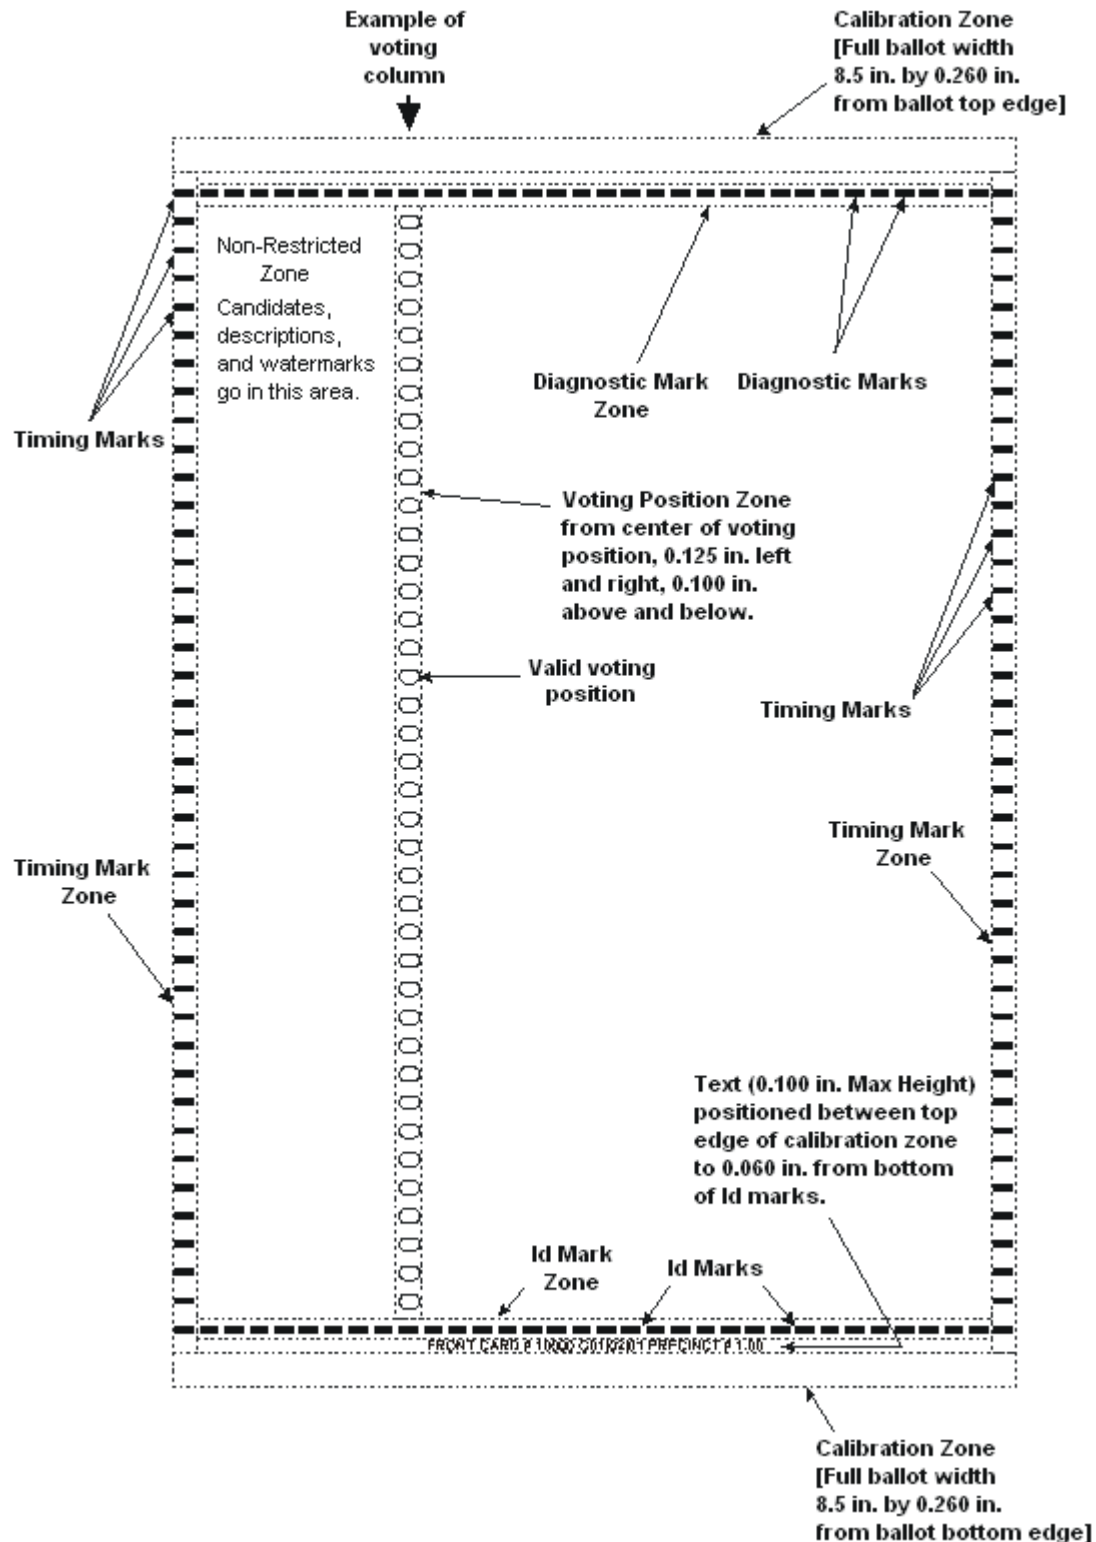 Example of
voting
column
Calibration Zone
[Full ballot width
8.5 in. by 0.260 in.
from ballot top edge]
Non-Restricted
Zone
Candidates,
descriptions,
and watermarks
go in this area.
Diagnostic Mark
Zone
Diagnostic Marks
Timing Marks
Voting Position Zone
from center of voting
position, 0.125 in. left
and right, 0.100 in.
above and below.
Valid voting
position
Timing Marks
Timing Mark
Zone
Timing Mark
Zone
Text (0.100 in. Max Height)
positioned between top
edge of calibration zone
to 0.060 in. from bottom
of Id marks.
Id Mark
Zone
Id Marks
FRONT CARD PRECINCT
Calibration Zone
[Full ballot width
8.5 in. by 0.260 in.
from ballot bottom edge]